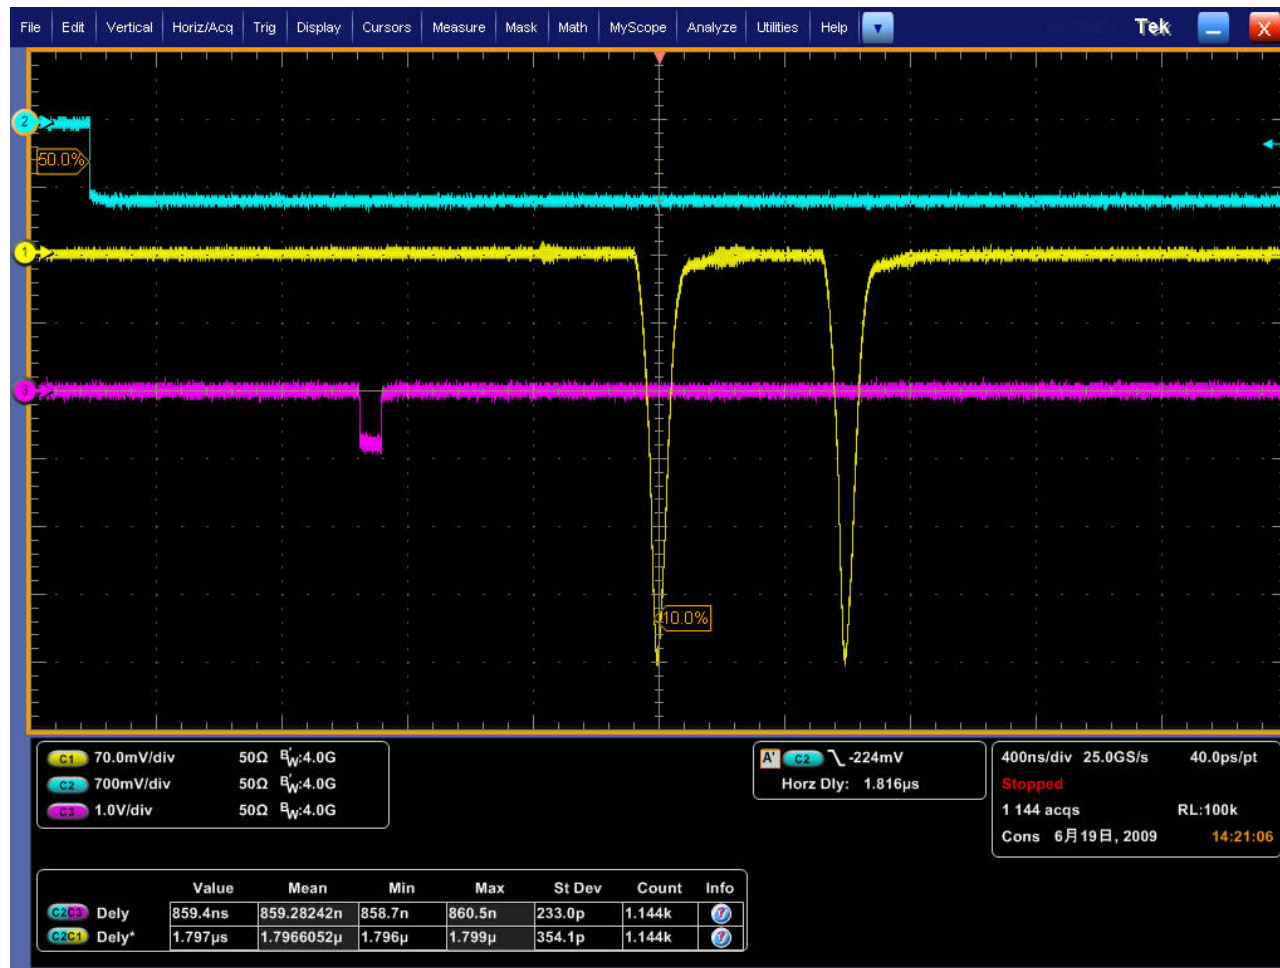 File Edit Vertical Horiz/Acq Trig Display Cursors Measure Mask Math MyScope Analyze Utilities Help Tek X
2
50.0%
1
3
10.0%
C1 70.0mV/div 50Ω BW:4.0G
C2 700mV/div 50Ω BW:4.0G
C3 1.0V/div 50Ω BW:4.0G
A' C2 -224mV
Horz Dly: 1.816µs
400ns/div 25.0GS/s 40.0ps/pt
Stopped
1 144 acqs RL:100k
Cons 6月19日, 2009 14:21:06
Value Mean Min Max St Dev Count Info
C2C3 Dely 859.4ns 859.28242n 858.7n 860.5n 233.0p 1.144k
C2C1 Dely* 1.797µs 1.7966052µ 1.796µ 1.799µ 354.1p 1.144k